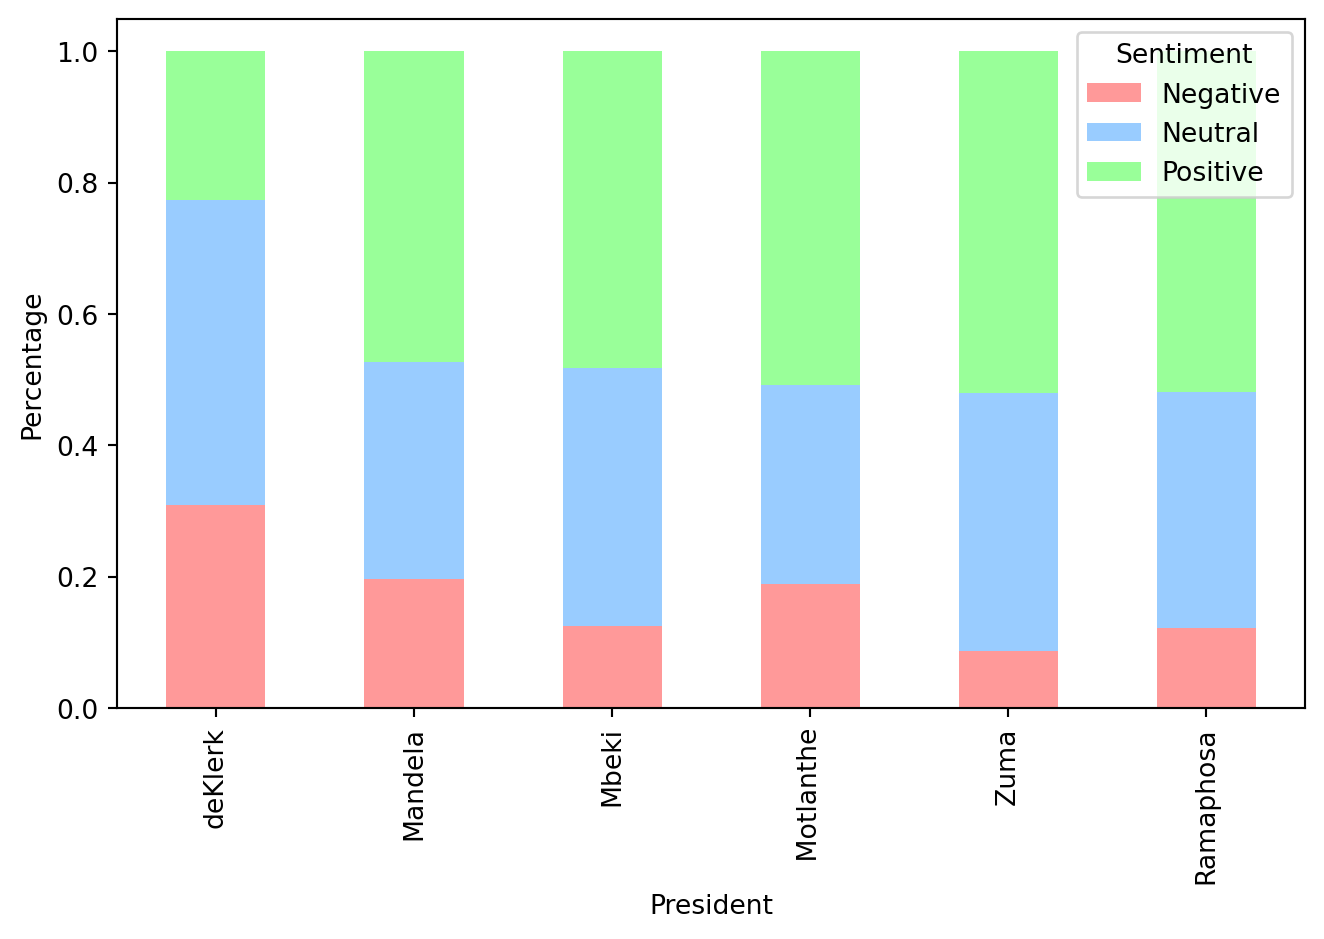 Sentiment
Negative
Neutral
Positive
1.0
0.8
0.6
0.4
0.2
0.0
Percentage
deKlerk
Mandela
Mbeki
Motlanthe
Zuma
Ramaphosa
President